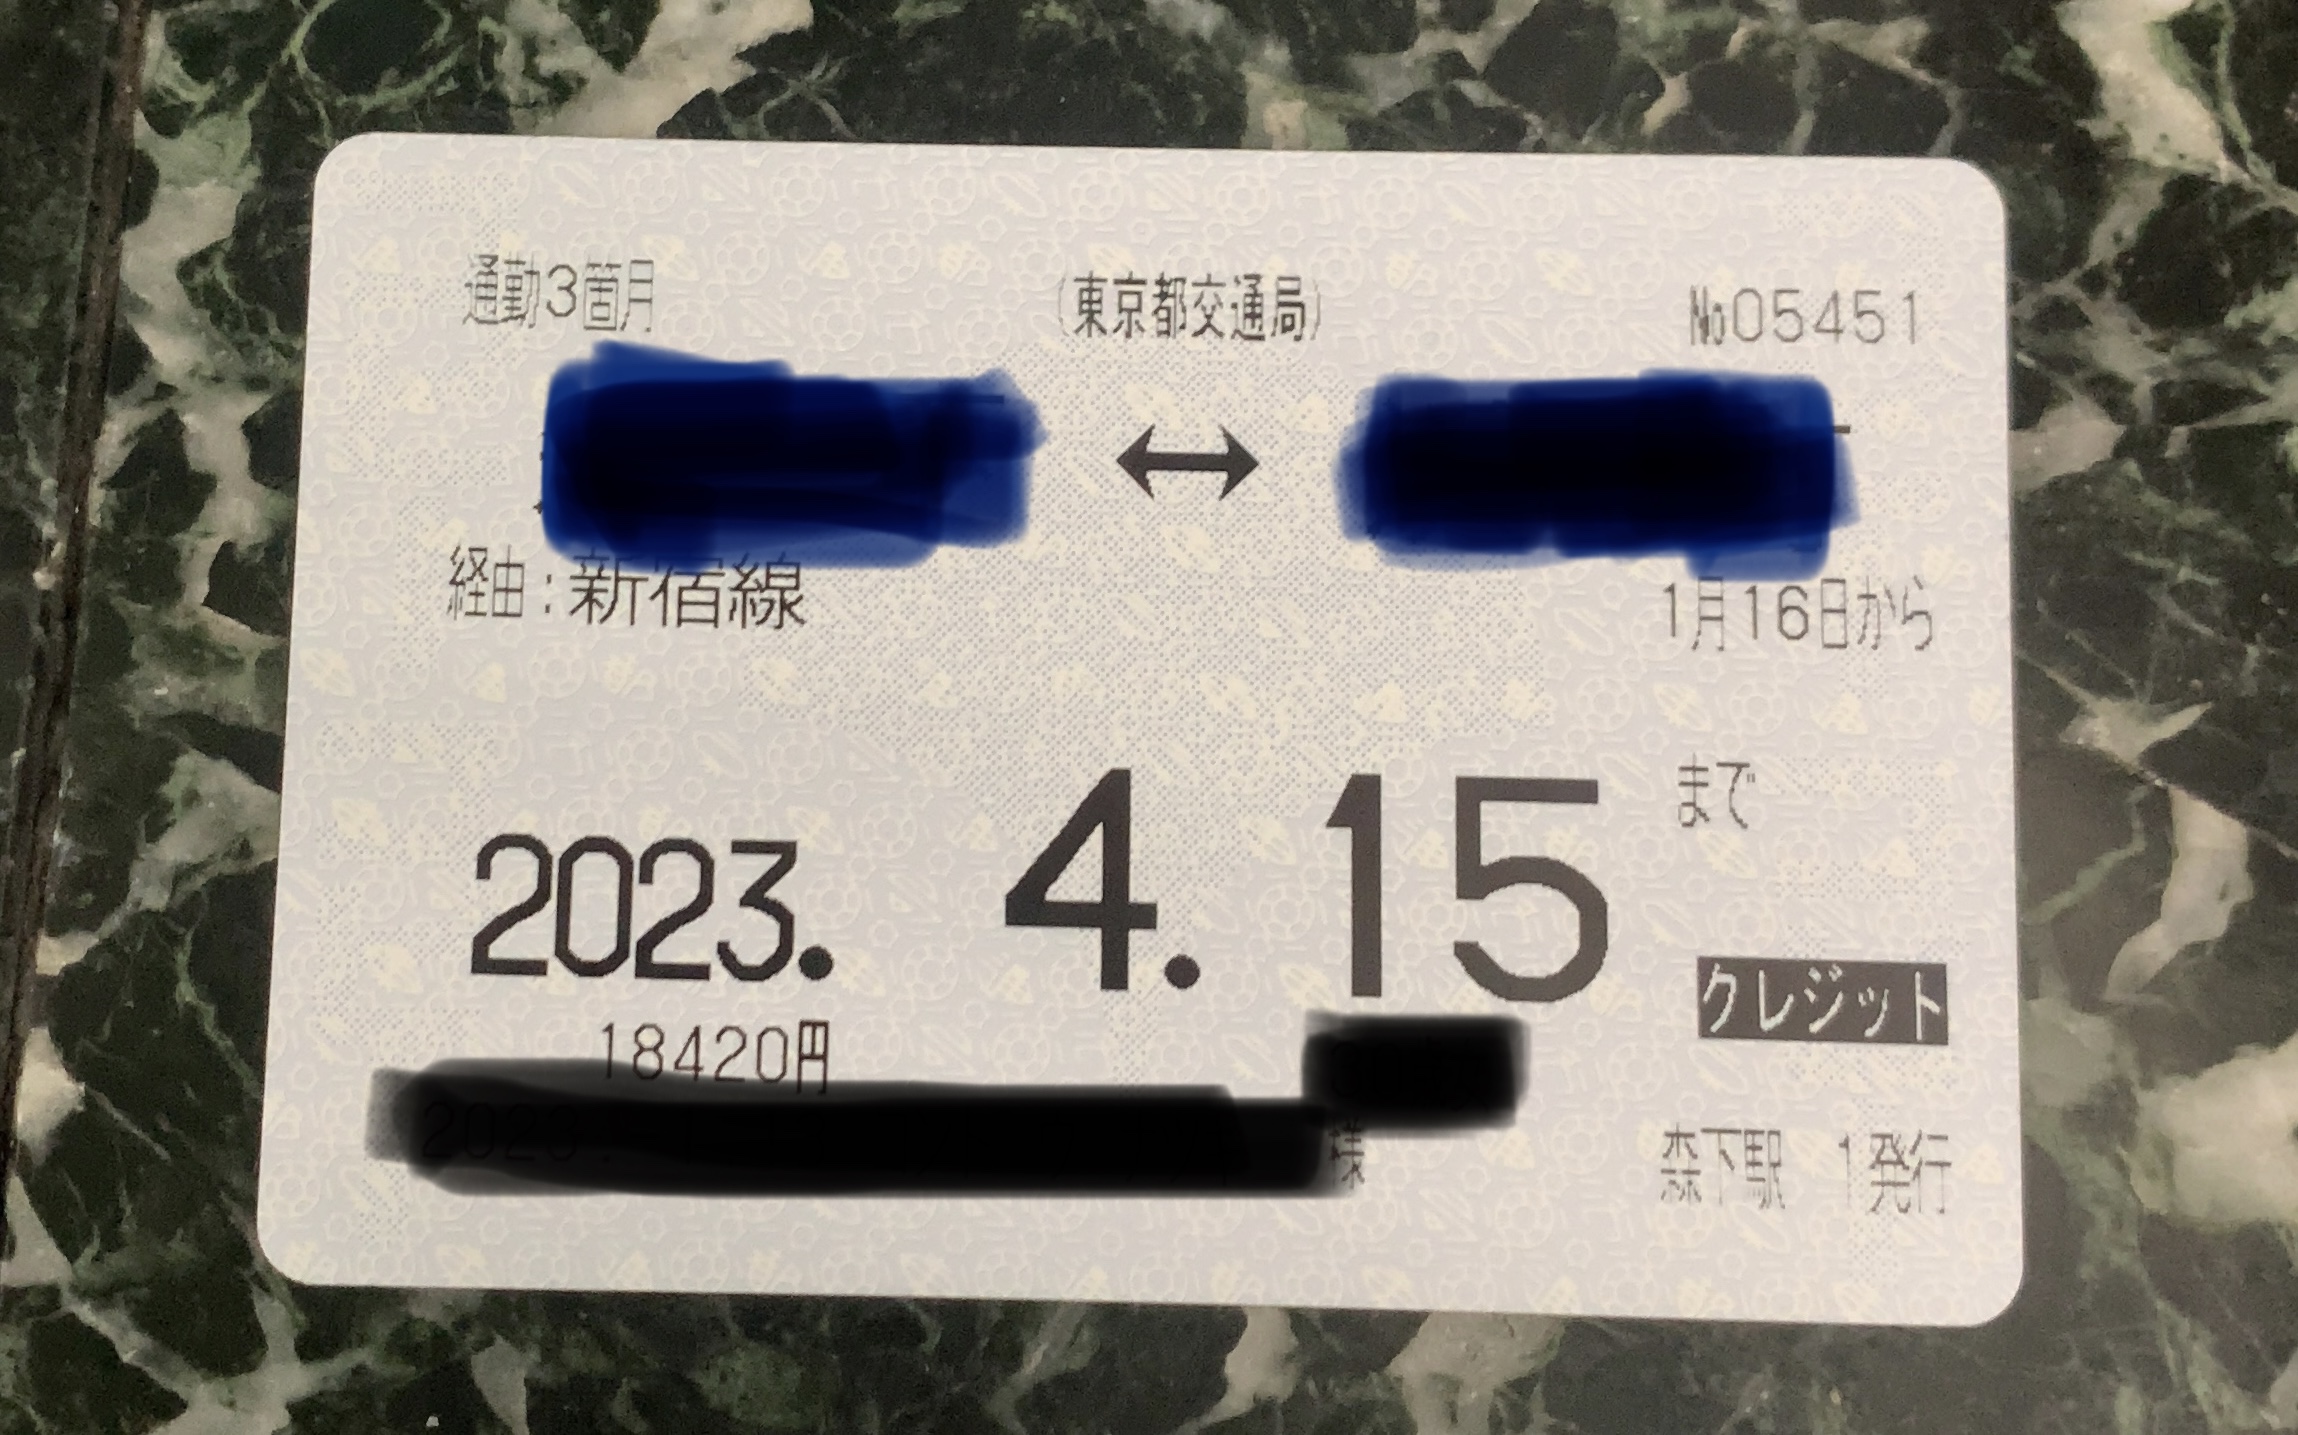 通勤3箇月 (東京都交通局) №05451
↔
経由:新宿線
1月16日から
2023. 4. 15 まで
クレジット
18420円
様
森下駅 1発行